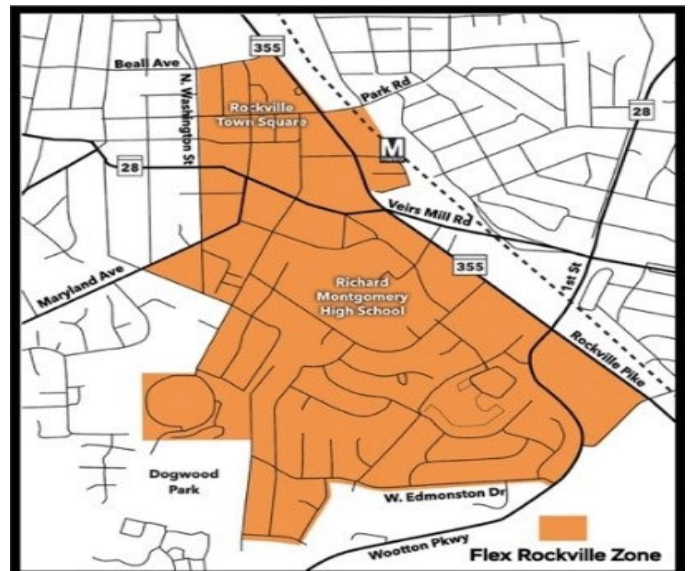 355
Beall Ave
N. Washington St
Park Rd
Rockville
Town Square
28
M
28
Veirs Mill Rd
355
Maryland Ave
Richard
Montgomery
High School
1st St
Rockville Pike
Dogwood
Park
W. Edmonston Dr
Wootton Pkwy
Flex Rockville Zone